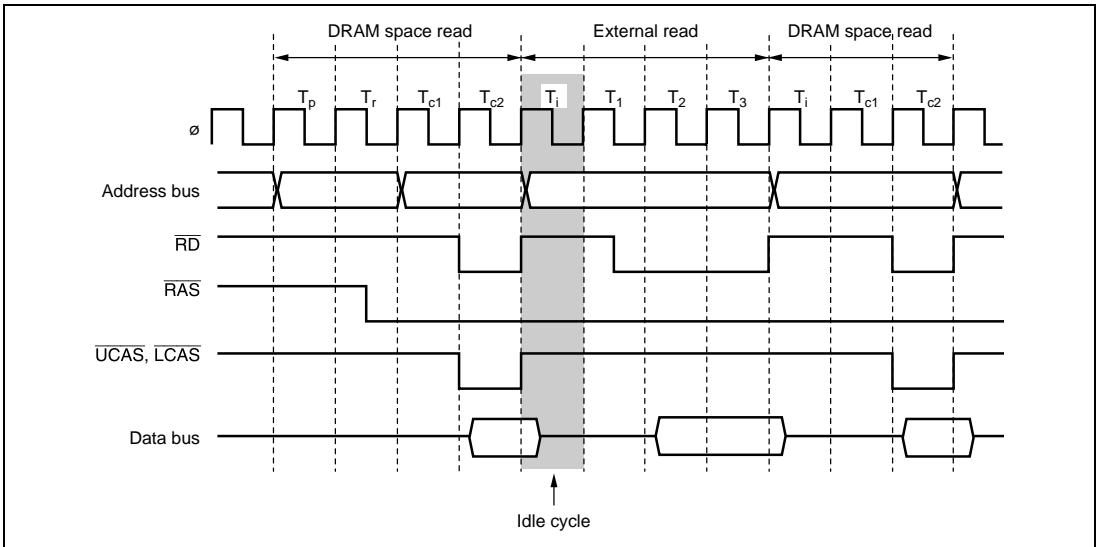 DRAM space read External read DRAM space read
Tp Tr Tc1 Tc2 Ti T1 T2 T3 Ti Tc1 Tc2
ø
Address bus
RD
RAS
UCAS, LCAS
Data bus
Idle cycle